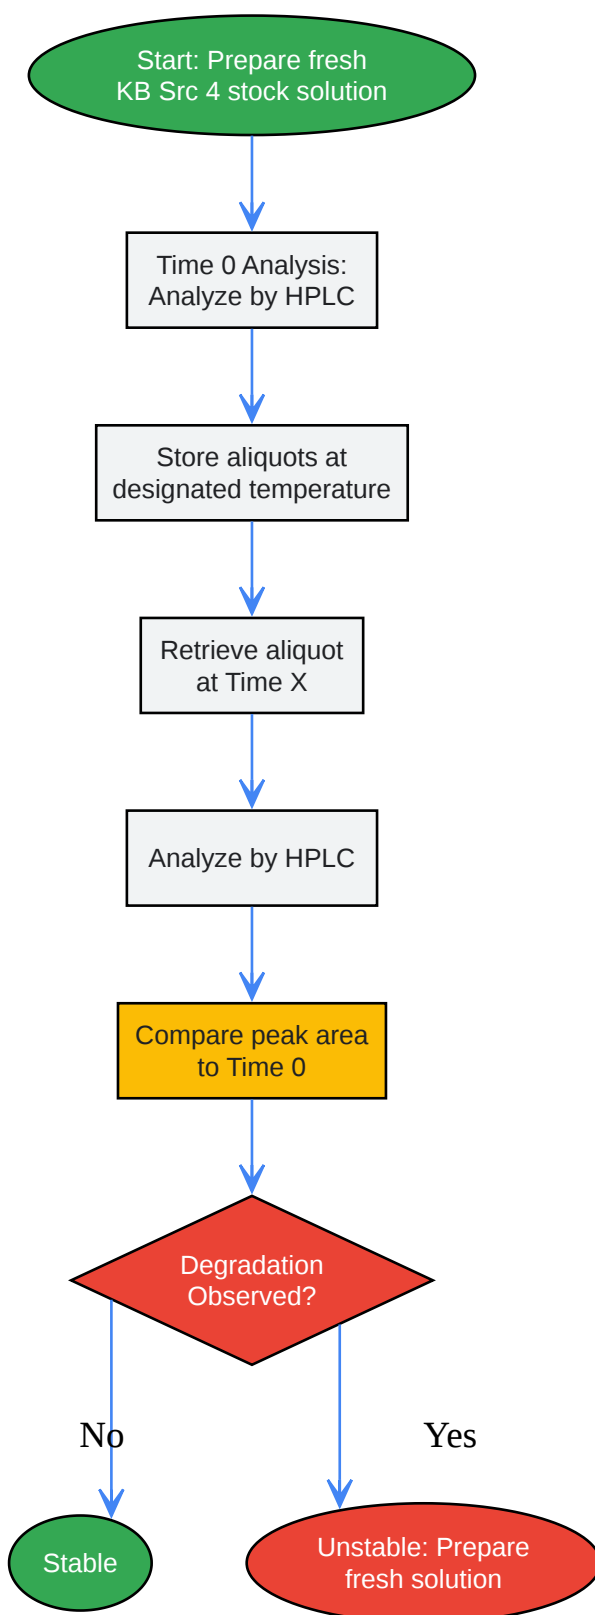 Start: Prepare fresh
KB Src 4 stock solution
Time 0 Analysis:
Analyze by HPLC
Store aliquots at
designated temperature
Retrieve aliquot
at Time X
Analyze by HPLC
Compare peak area
to Time 0
Degradation
Observed?
No
Yes
Stable
Unstable: Prepare
fresh solution